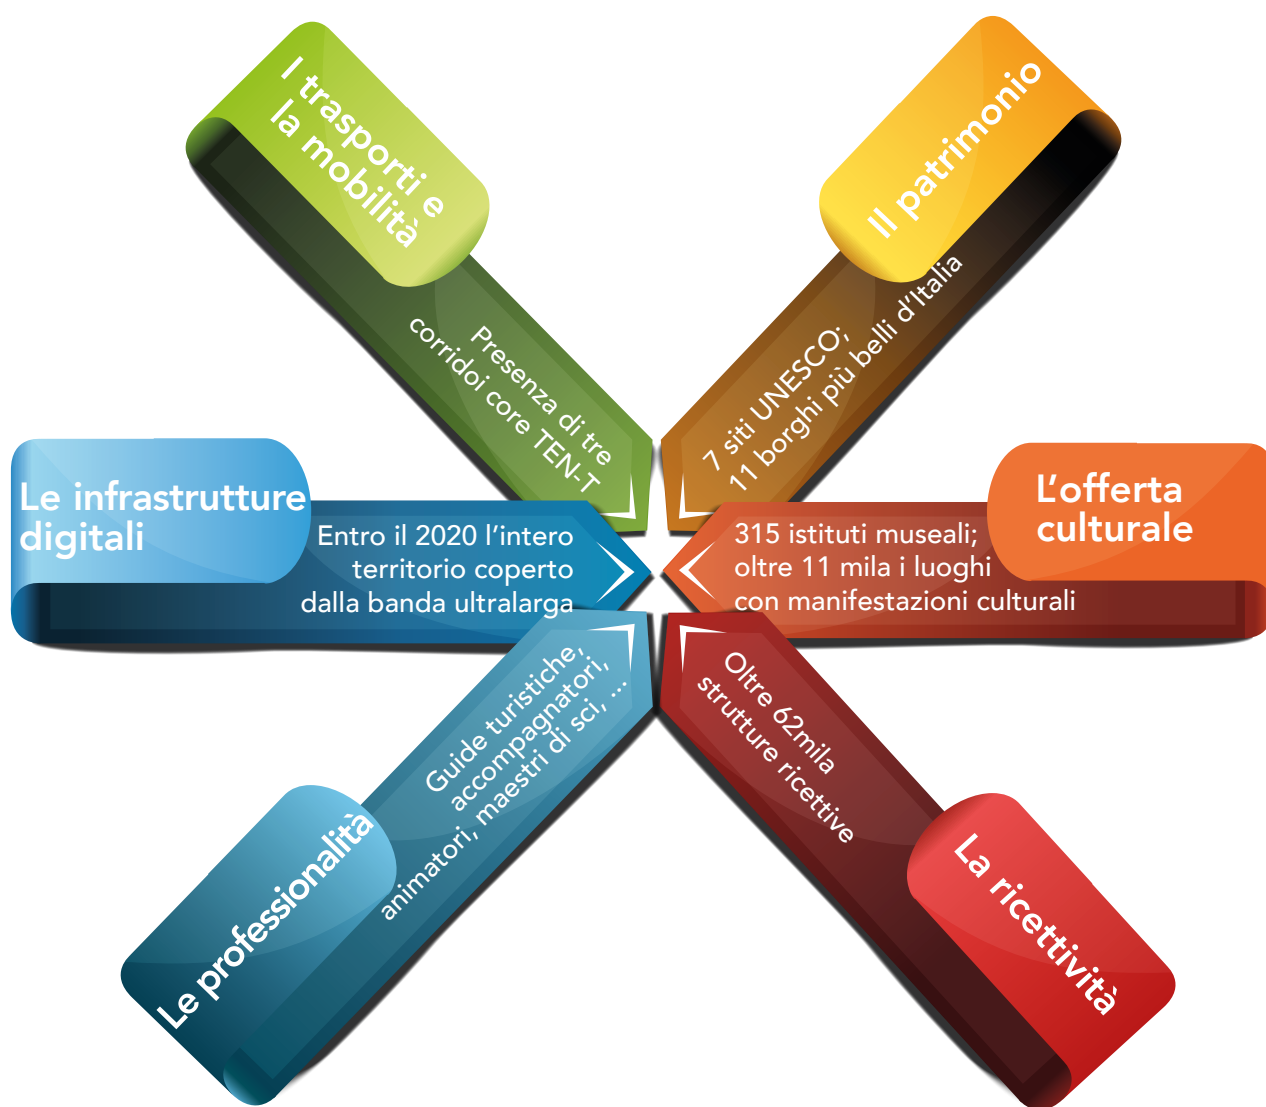 I trasporti e
la mobilità
Presenza di tre
corridoi core TEN-T
Il patrimonio
7 siti UNESCO;
11 borghi più belli d'Italia
Le infrastrutture
digitali
Entro il 2020 l'intero
territorio coperto
dalla banda ultralarga
L'offerta
culturale
315 istituti museali;
oltre 11 mila i luoghi
con manifestazioni culturali
Le professionalità
Guide turistiche,
accompagnatori,
animatori, maestri di sci, ...
La ricettività
Oltre 62mila
strutture ricettive